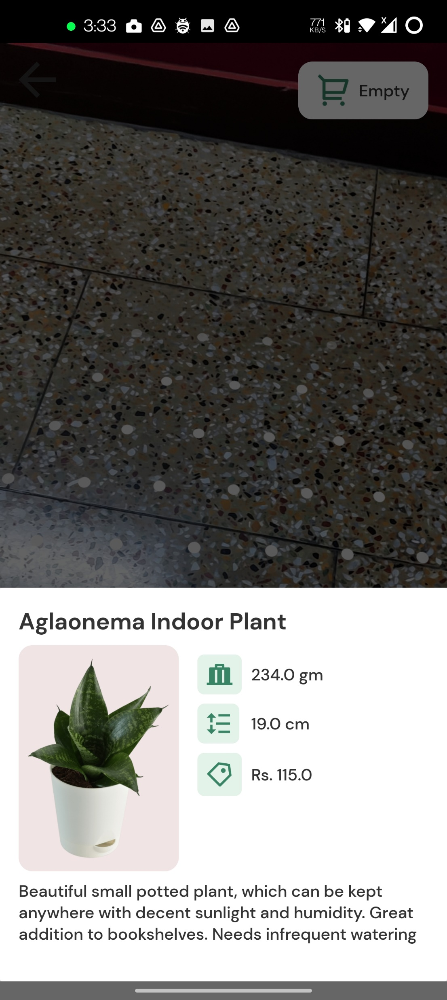 3:33
771
KB/S
X
Empty
Aglaonema Indoor Plant
234.0 gm
19.0 cm
Rs. 115.0
Beautiful small potted plant, which can be kept
anywhere with decent sunlight and humidity. Great
addition to bookshelves. Needs infrequent watering